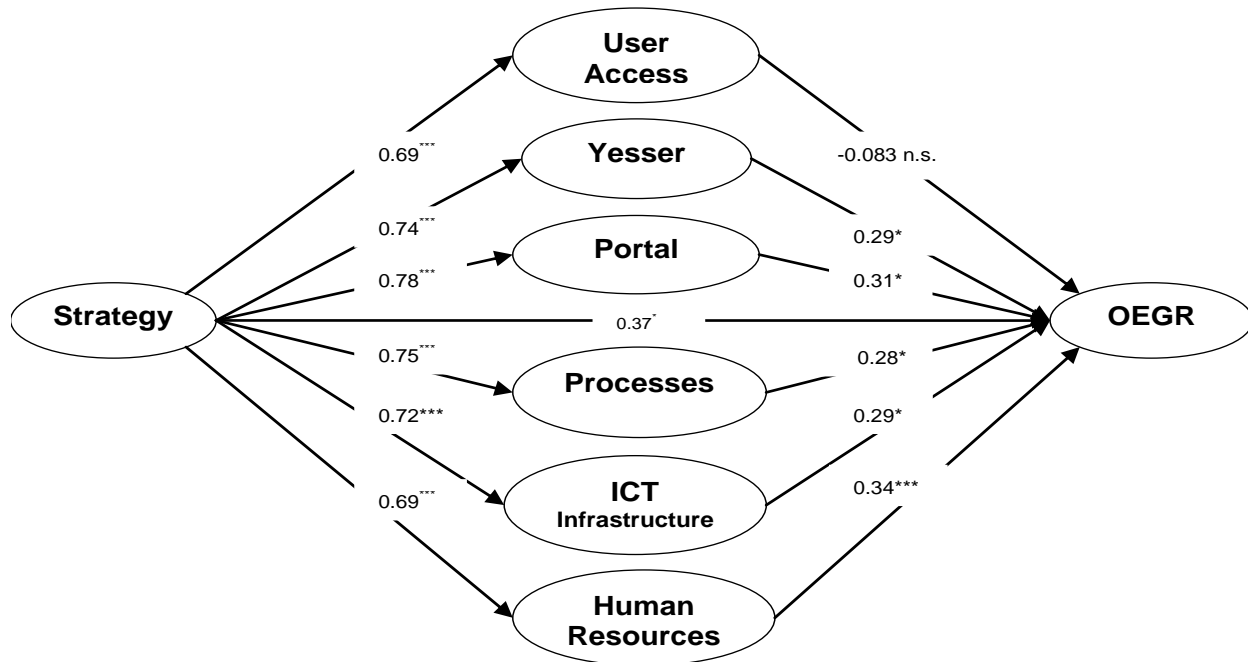 User
Access
0.69***
-0.083 n.s.
Yesser
0.74***
0.29*
Portal
0.78***
0.31*
Strategy
0.37*
OEGR
0.75***
Processes
0.28*
0.72***
0.29*
ICT
Infrastructure
0.69***
0.34***
Human
Resources